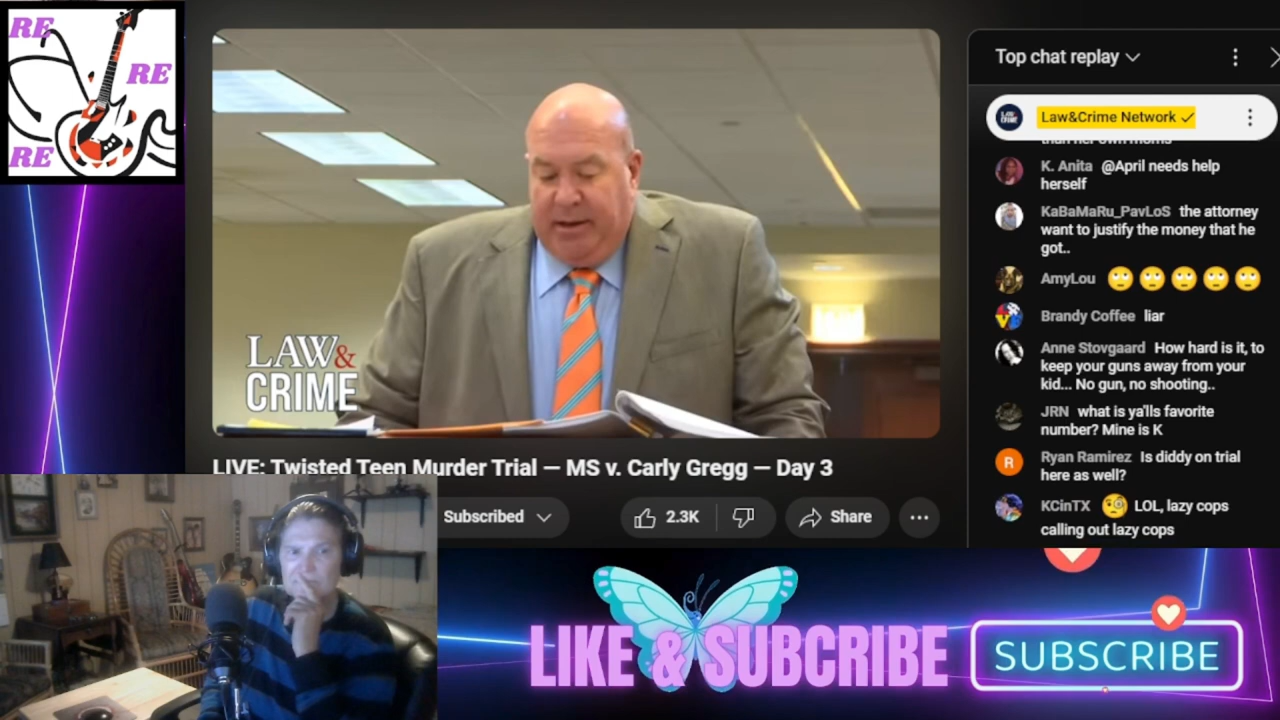 RE
RE
RE
LAW&
CRIME
LIVE: Twisted Teen Murder Trial — MS v. Carly Gregg — Day 3
Subscribed
2.3K
Share
Top chat replay
Law&Crime Network
than her own moms
K. Anita @April needs help
herself
KaBaMaRu_PavLoS the attorney
want to justify the money that he
got..
AmyLou 🙄🙄🙄🙄🙄
Brandy Coffee liar
Anne Stovgaard How hard is it, to
keep your guns away from your
kid... No gun, no shooting..
JRN what is ya'lls favorite
number? Mine is K
R
Ryan Ramirez Is diddy on trial
here as well?
KCinTX 🧐 LOL, lazy cops
calling out lazy cops
LIKE & SUBCRIBE
SUBSCRIBE